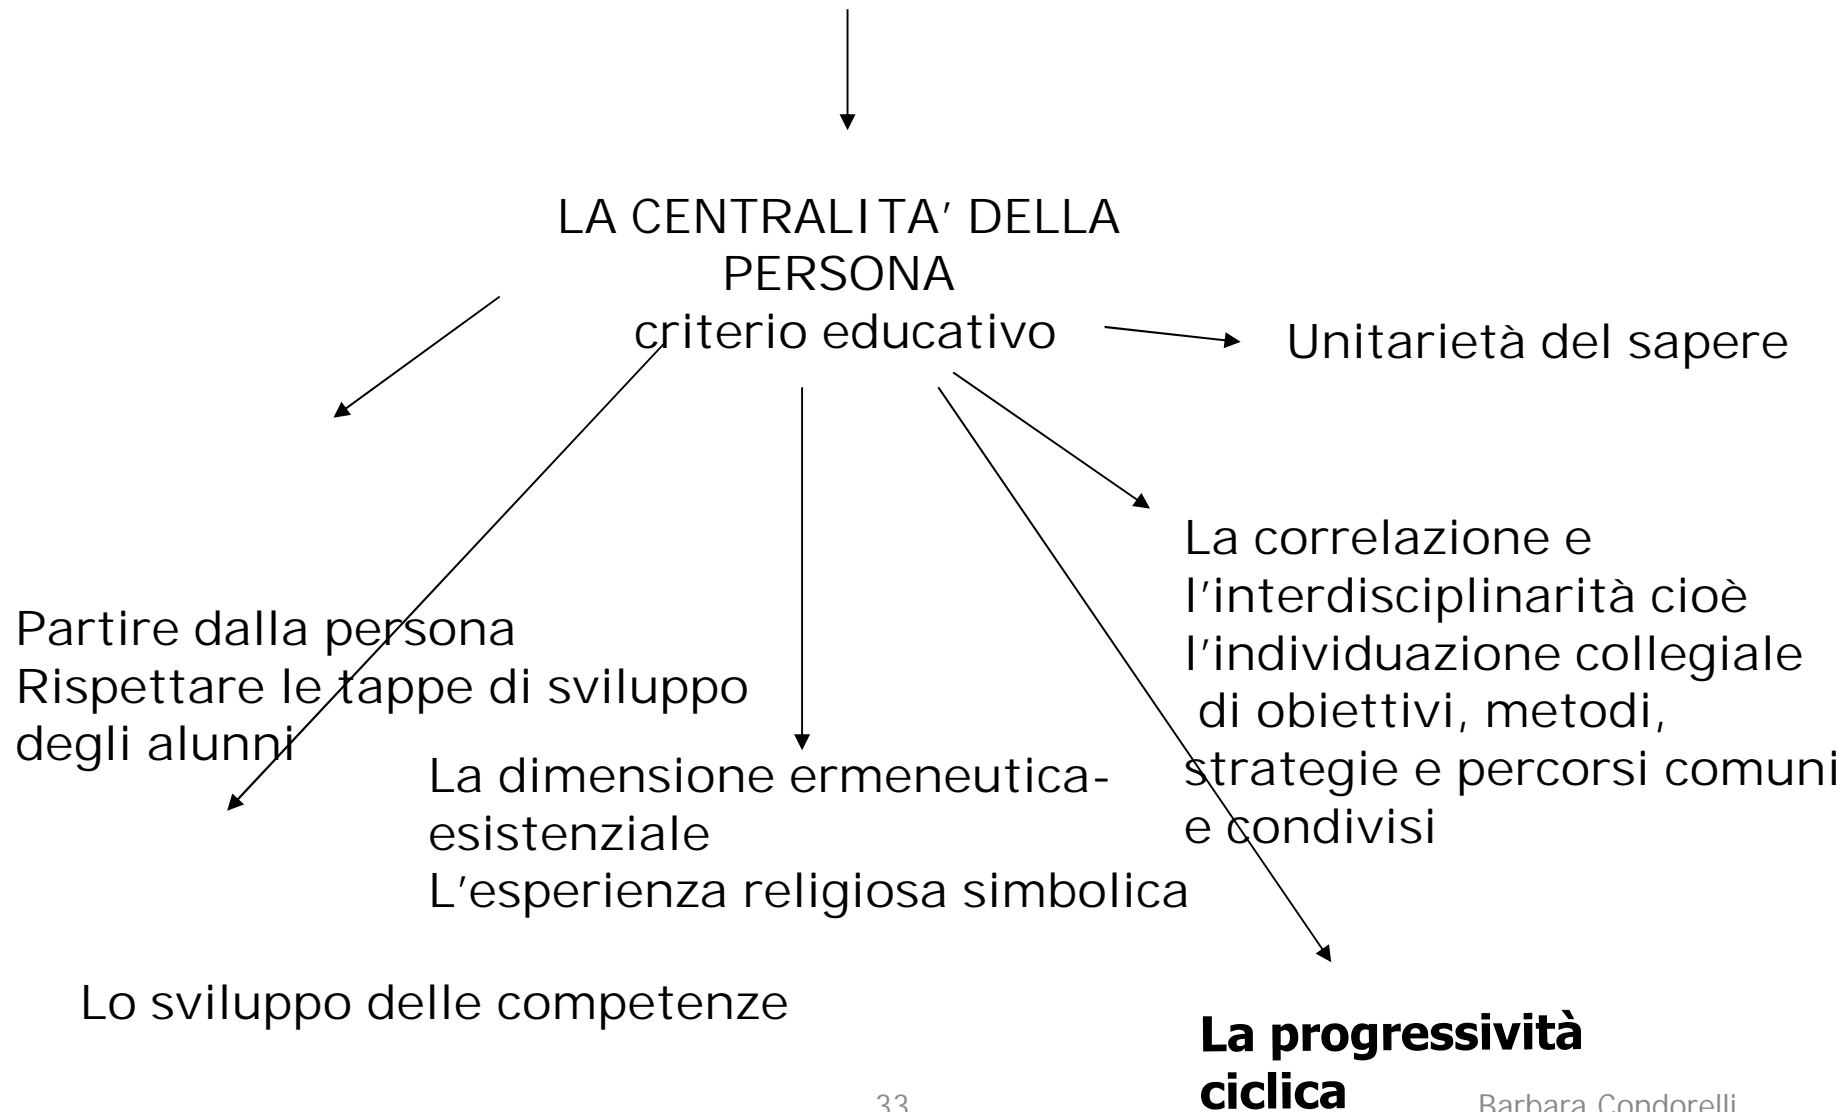 LA CENTRALITA’ DELLA
PERSONA
criterio educativo
Unitarietà del sapere
La correlazione e
l’interdisciplinarità cioè
l’individuazione collegiale
di obiettivi, metodi,
strategie e percorsi comuni
e condivisi
Partire dalla persona
Rispettare le tappe di sviluppo
degli alunni
La dimensione ermeneutica-
esistenziale
L’esperienza religiosa simbolica
Lo sviluppo delle competenze
La progressività
ciclica
33
Barbara Condorelli